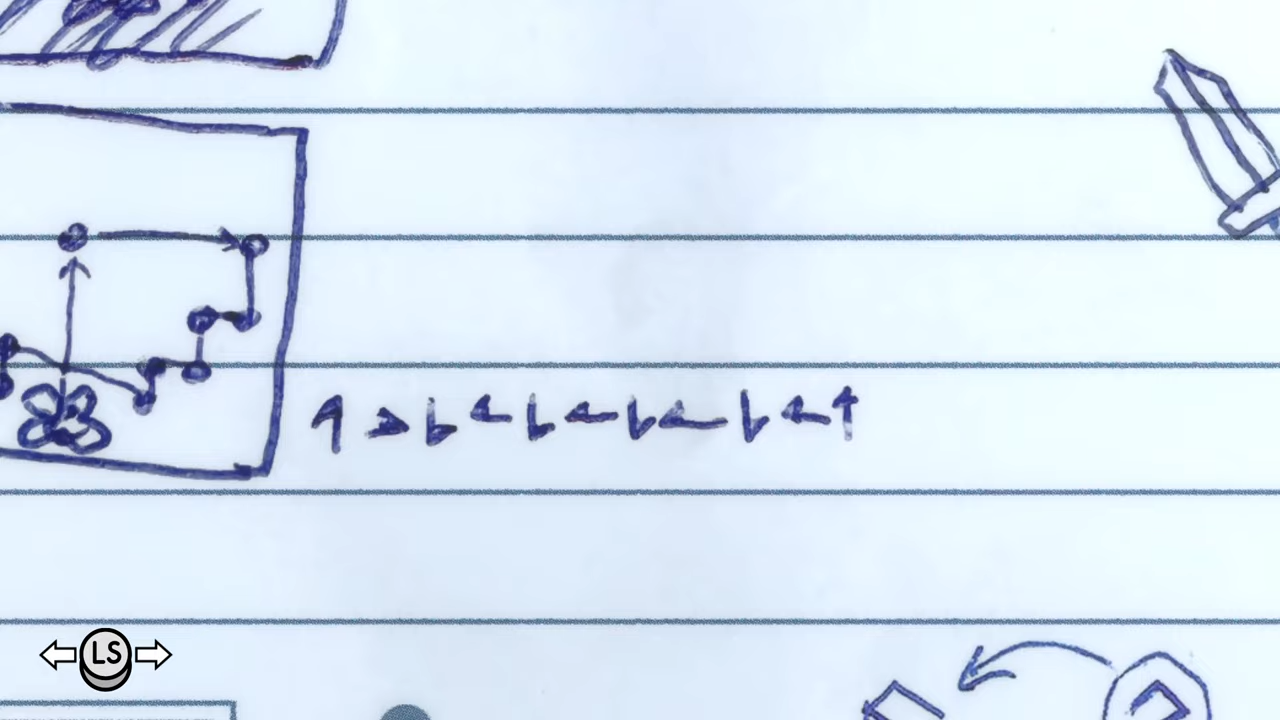 ↑ > ↓ ← ↓ ← ↓ ← ↓ ← ↑
LS